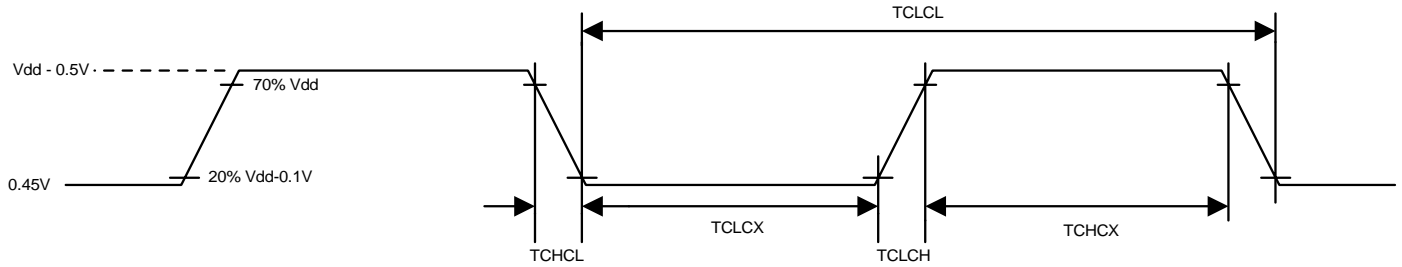 TCLCL
Vdd - 0.5V
70% Vdd
0.45V
20% Vdd-0.1V
TCLCX
TCHCX
TCHCL
TCLCH